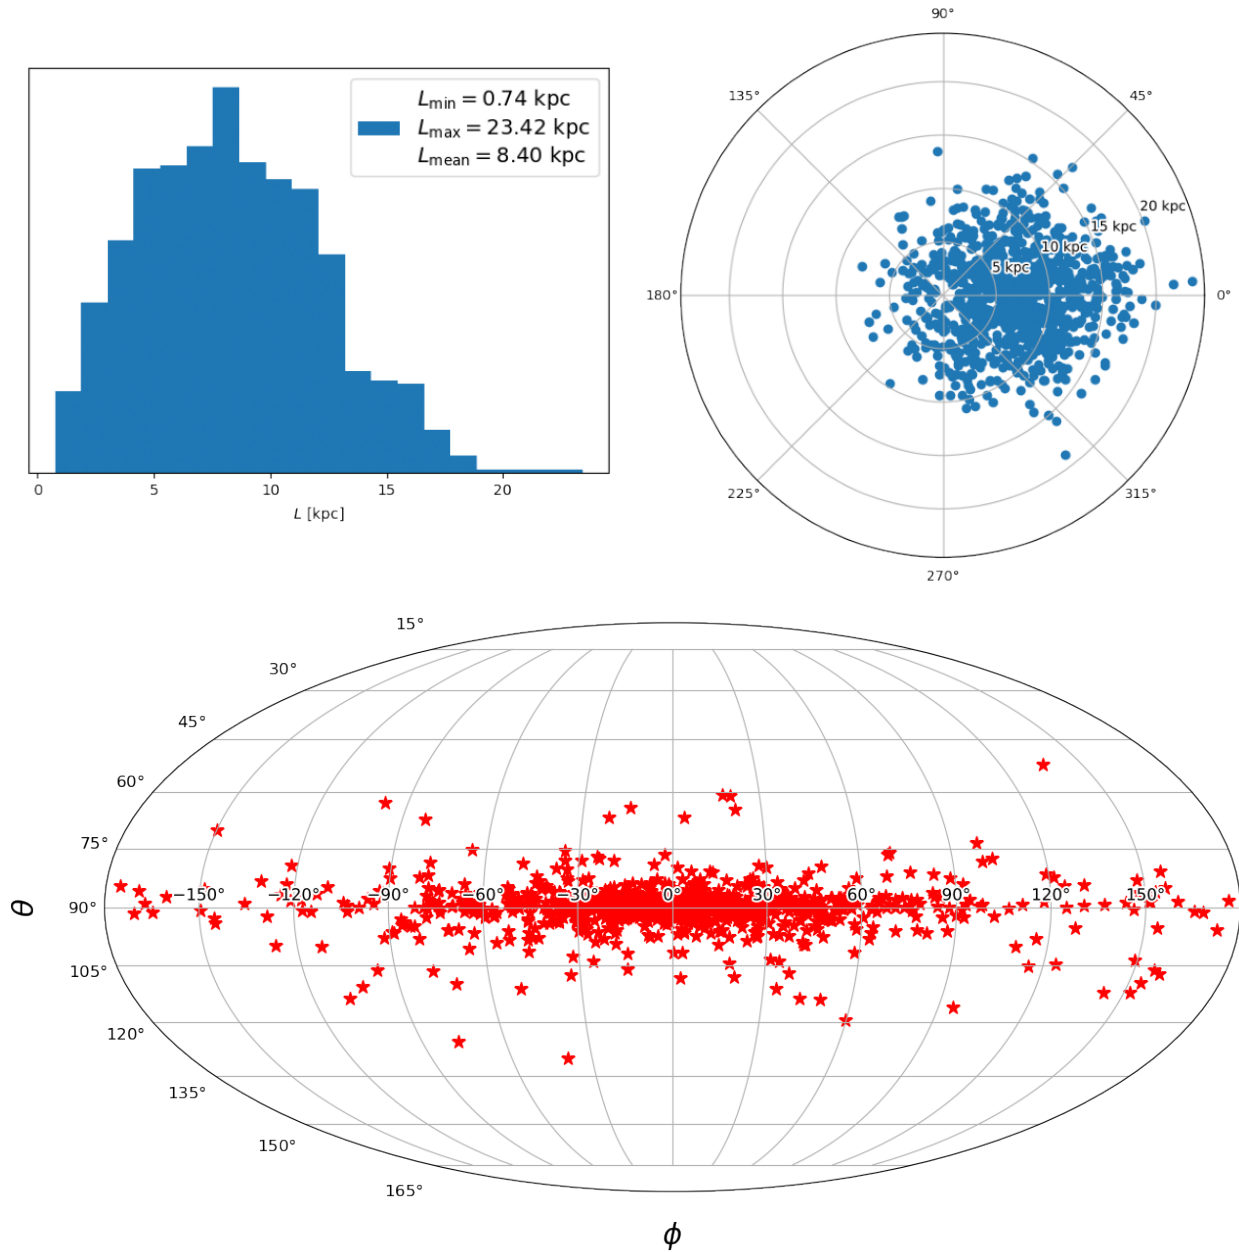 L_min = 0.74 kpc
L_max = 23.42 kpc
L_mean = 8.40 kpc
0 5 10 15 20
L [kpc]
90°
135° 45°
20 kpc
15 kpc
10 kpc
5 kpc
180° 0°
225° 315°
270°
15°
30°
45°
60°
75°
−150° −120° −90° −60° −30° 0° 30° 60° 90° 120° 150°
θ 90°
105°
120°
135°
150°
165°
ϕ